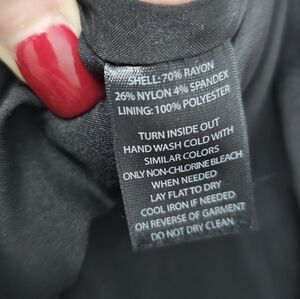 SHELL: 70% RAYON
26% NYLON 4% SPANDEX
LINING: 100% POLYESTER
TURN INSIDE OUT
HAND WASH COLD WITH
SIMILAR COLORS
ONLY NON-CHLORINE BLEACH
WHEN NEEDED
LAY FLAT TO DRY
COOL IRON IF NEEDED
ON REVERSE OF GARMENT
DO NOT DRY CLEAN